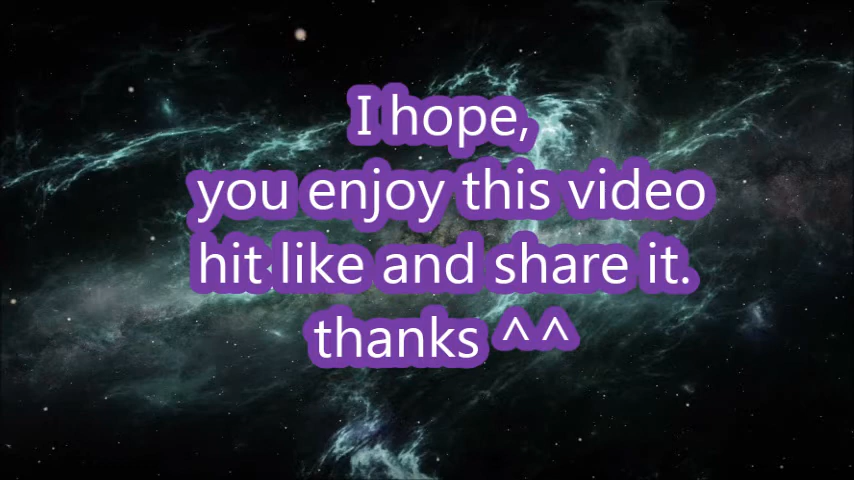 I hope,
you enjoy this video
hit like and share it.
thanks ^^